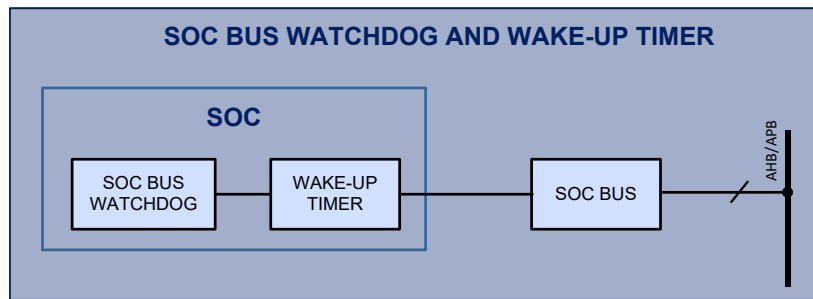 SOC BUS WATCHDOG AND WAKE-UP TIMER
SOC
SOC BUS
WATCHDOG
WAKE-UP
TIMER
SOC BUS
AHB/APB